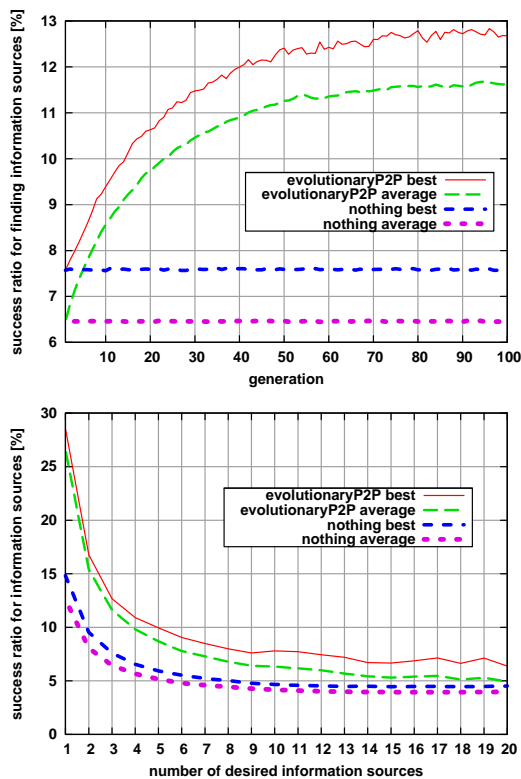 success ratio for finding information sources [%]
13
12
11
10
9
8
7
6
evolutionaryP2P best
evolutionaryP2P average
nothing best
nothing average
10 20 30 40 50 60 70 80 90 100
generation
success ratio for information sources [%]
30
25
20
15
10
5
0
evolutionaryP2P best
evolutionaryP2P average
nothing best
nothing average
1 2 3 4 5 6 7 8 9 10 11 12 13 14 15 16 17 18 19 20
number of desired information sources